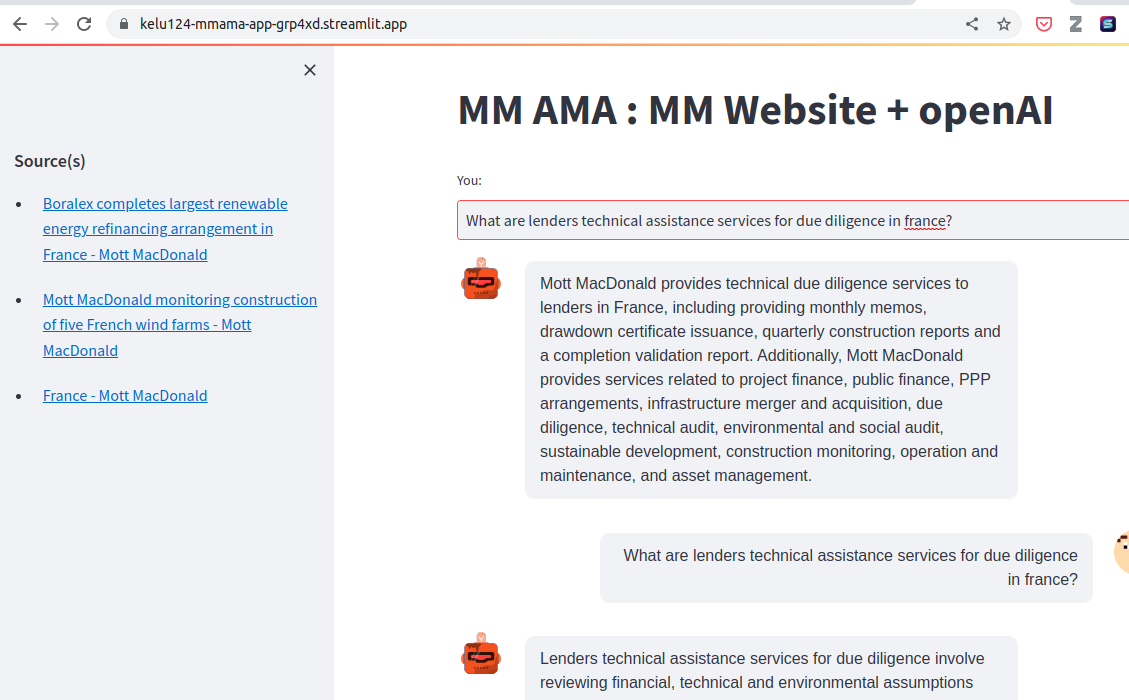 kelu124-mmama-app-grp4xd.streamlit.app
Source(s)
Boralex completes largest renewable
energy refinancing arrangement in
France - Mott MacDonald
Mott MacDonald monitoring construction
of five French wind farms - Mott
MacDonald
France - Mott MacDonald
MM AMA : MM Website + openAI
You:
What are lenders technical assistance services for due diligence in france?
Mott MacDonald provides technical due diligence services to
lenders in France, including providing monthly memos,
drawdown certificate issuance, quarterly construction reports and
a completion validation report. Additionally, Mott MacDonald
provides services related to project finance, public finance, PPP
arrangements, infrastructure merger and acquisition, due
diligence, technical audit, environmental and social audit,
sustainable development, construction monitoring, operation and
maintenance, and asset management.
What are lenders technical assistance services for due diligence
in france?
Lenders technical assistance services for due diligence involve
reviewing financial, technical and environmental assumptions